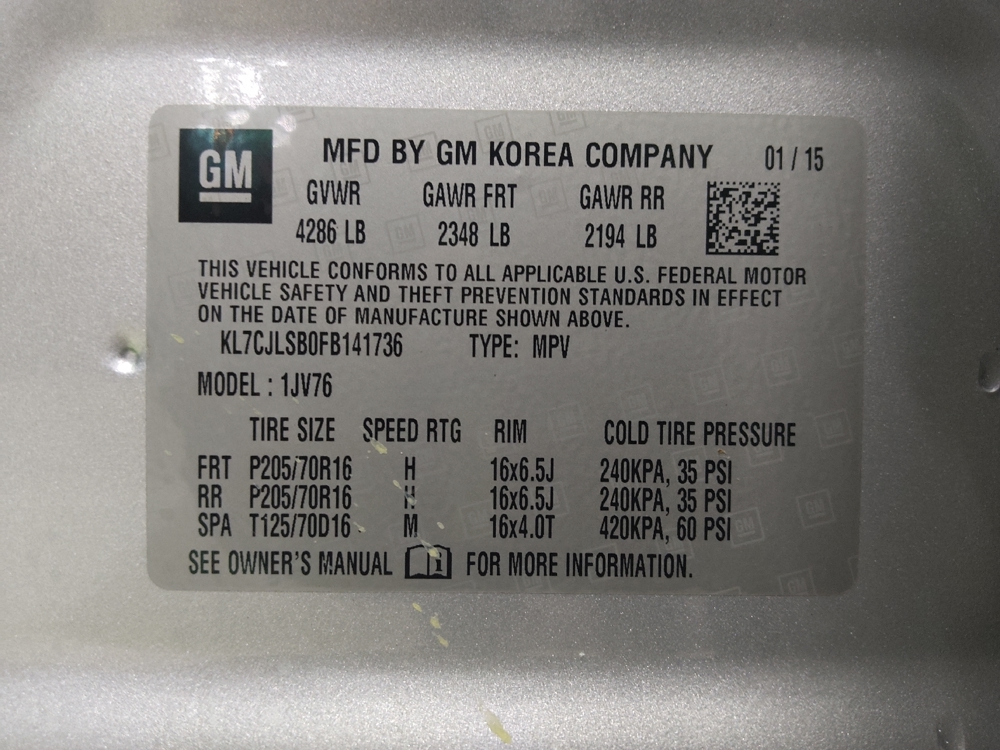 GM MFD BY GM KOREA COMPANY 01 / 15
GVWR GAWR FRT GAWR RR
4286 LB 2348 LB 2194 LB
THIS VEHICLE CONFORMS TO ALL APPLICABLE U.S. FEDERAL MOTOR
VEHICLE SAFETY AND THEFT PREVENTION STANDARDS IN EFFECT
ON THE DATE OF MANUFACTURE SHOWN ABOVE.
KL7CJLSB0FB141736 TYPE: MPV
MODEL : 1JV76
TIRE SIZE SPEED RTG RIM COLD TIRE PRESSURE
FRT P205/70R16 H 16x6.5J 240KPA, 35 PSI
RR P205/70R16 H 16x6.5J 240KPA, 35 PSI
SPA T125/70D16 M 16x4.0T 420KPA, 60 PSI
SEE OWNER'S MANUAL i FOR MORE INFORMATION.